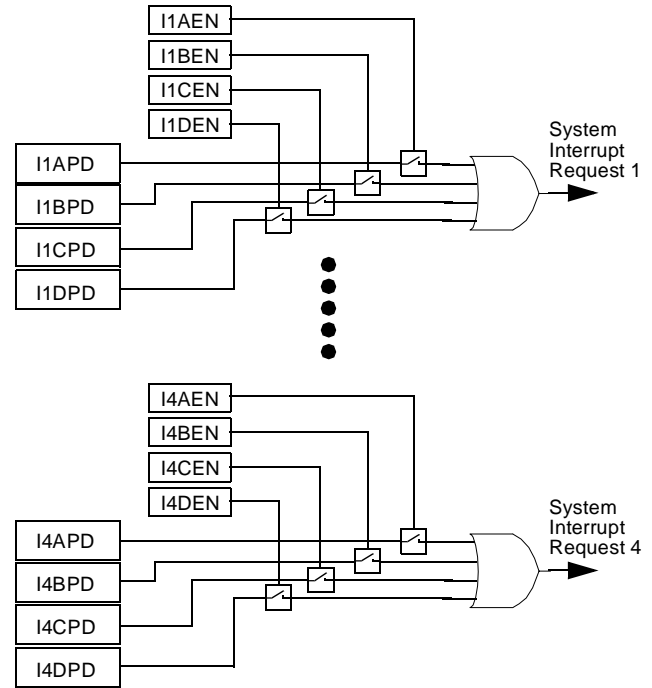 I1AEN
I1BEN
I1CEN
I1DEN
I1APD
I1BPD
I1CPD
I1DPD
System
Interrupt
Request 1
I4AEN
I4BEN
I4CEN
I4DEN
I4APD
I4BPD
I4CPD
I4DPD
System
Interrupt
Request 4